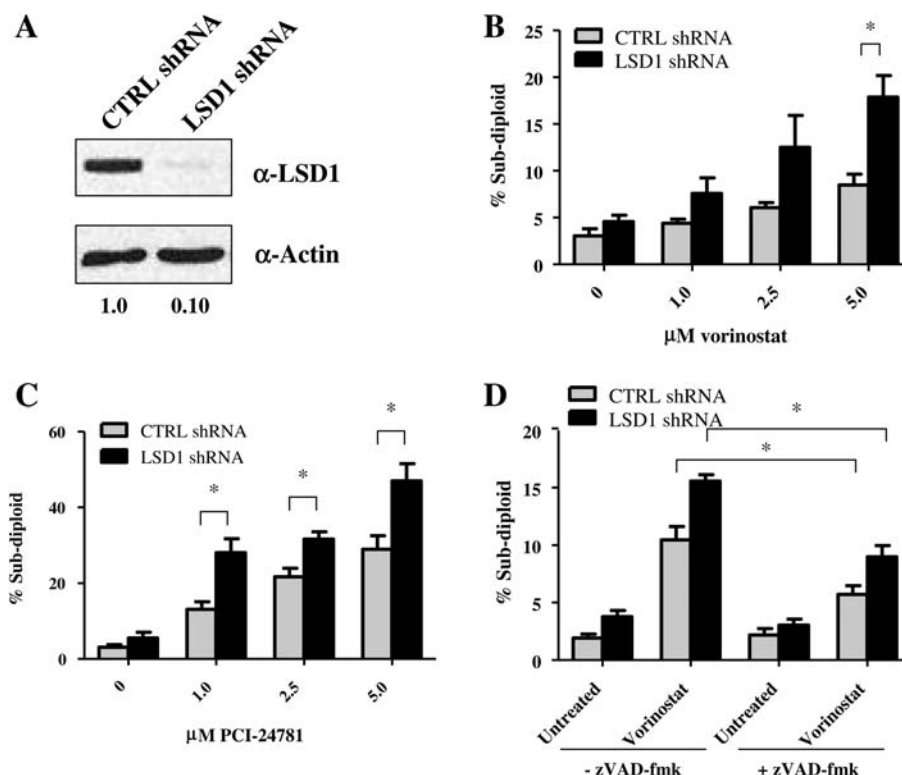 A
CTRL shRNA
LSD1 shRNA
α-LSD1
α-Actin
1.0 0.10
B
CTRL shRNA
LSD1 shRNA
*
% Sub-diploid
25
20
15
10
5
0
0 1.0 2.5 5.0
μM vorinostat
C
CTRL shRNA
LSD1 shRNA
*
*
*
% Sub-diploid
60
40
20
0
0 1.0 2.5 5.0
μM PCI-24781
D
CTRL shRNA
LSD1 shRNA
*
*
% Sub-diploid
20
15
10
5
0
Untreated Vorinostat Untreated Vorinostat
- zVAD-fmk + zVAD-fmk